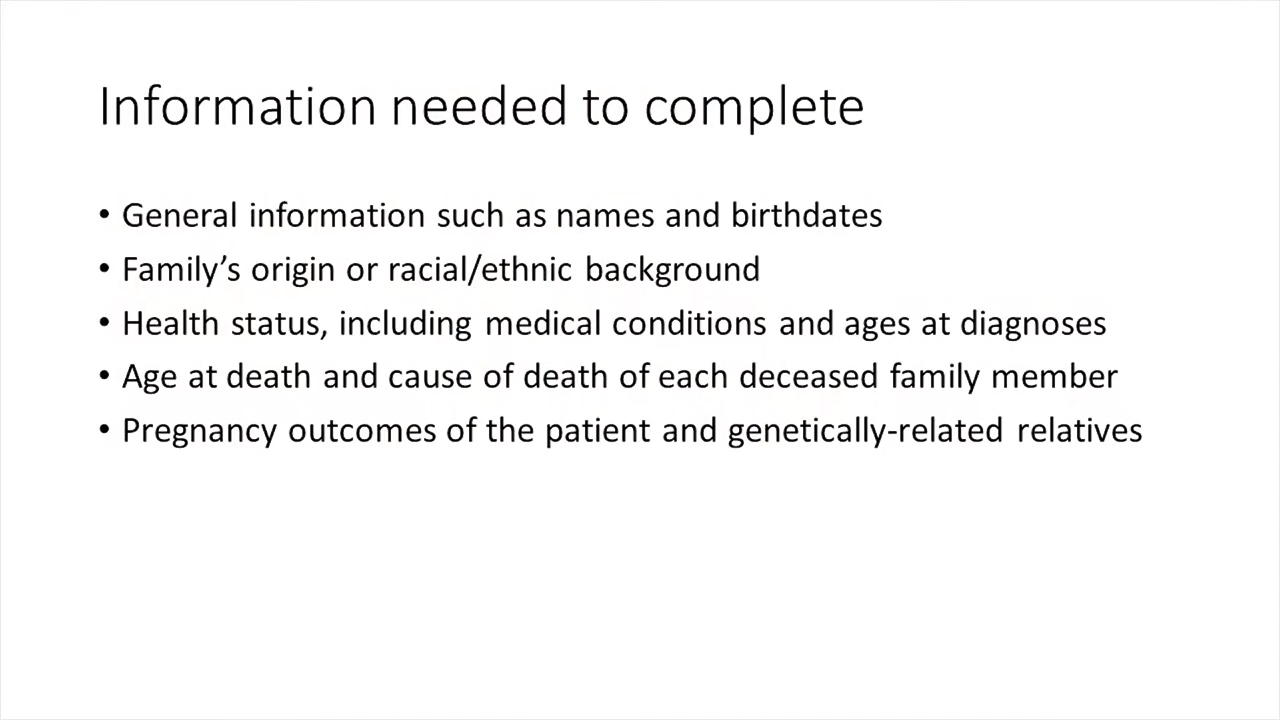 Information needed to complete
• General information such as names and birthdates
• Family’s origin or racial/ethnic background
• Health status, including medical conditions and ages at diagnoses
• Age at death and cause of death of each deceased family member
• Pregnancy outcomes of the patient and genetically-related relatives